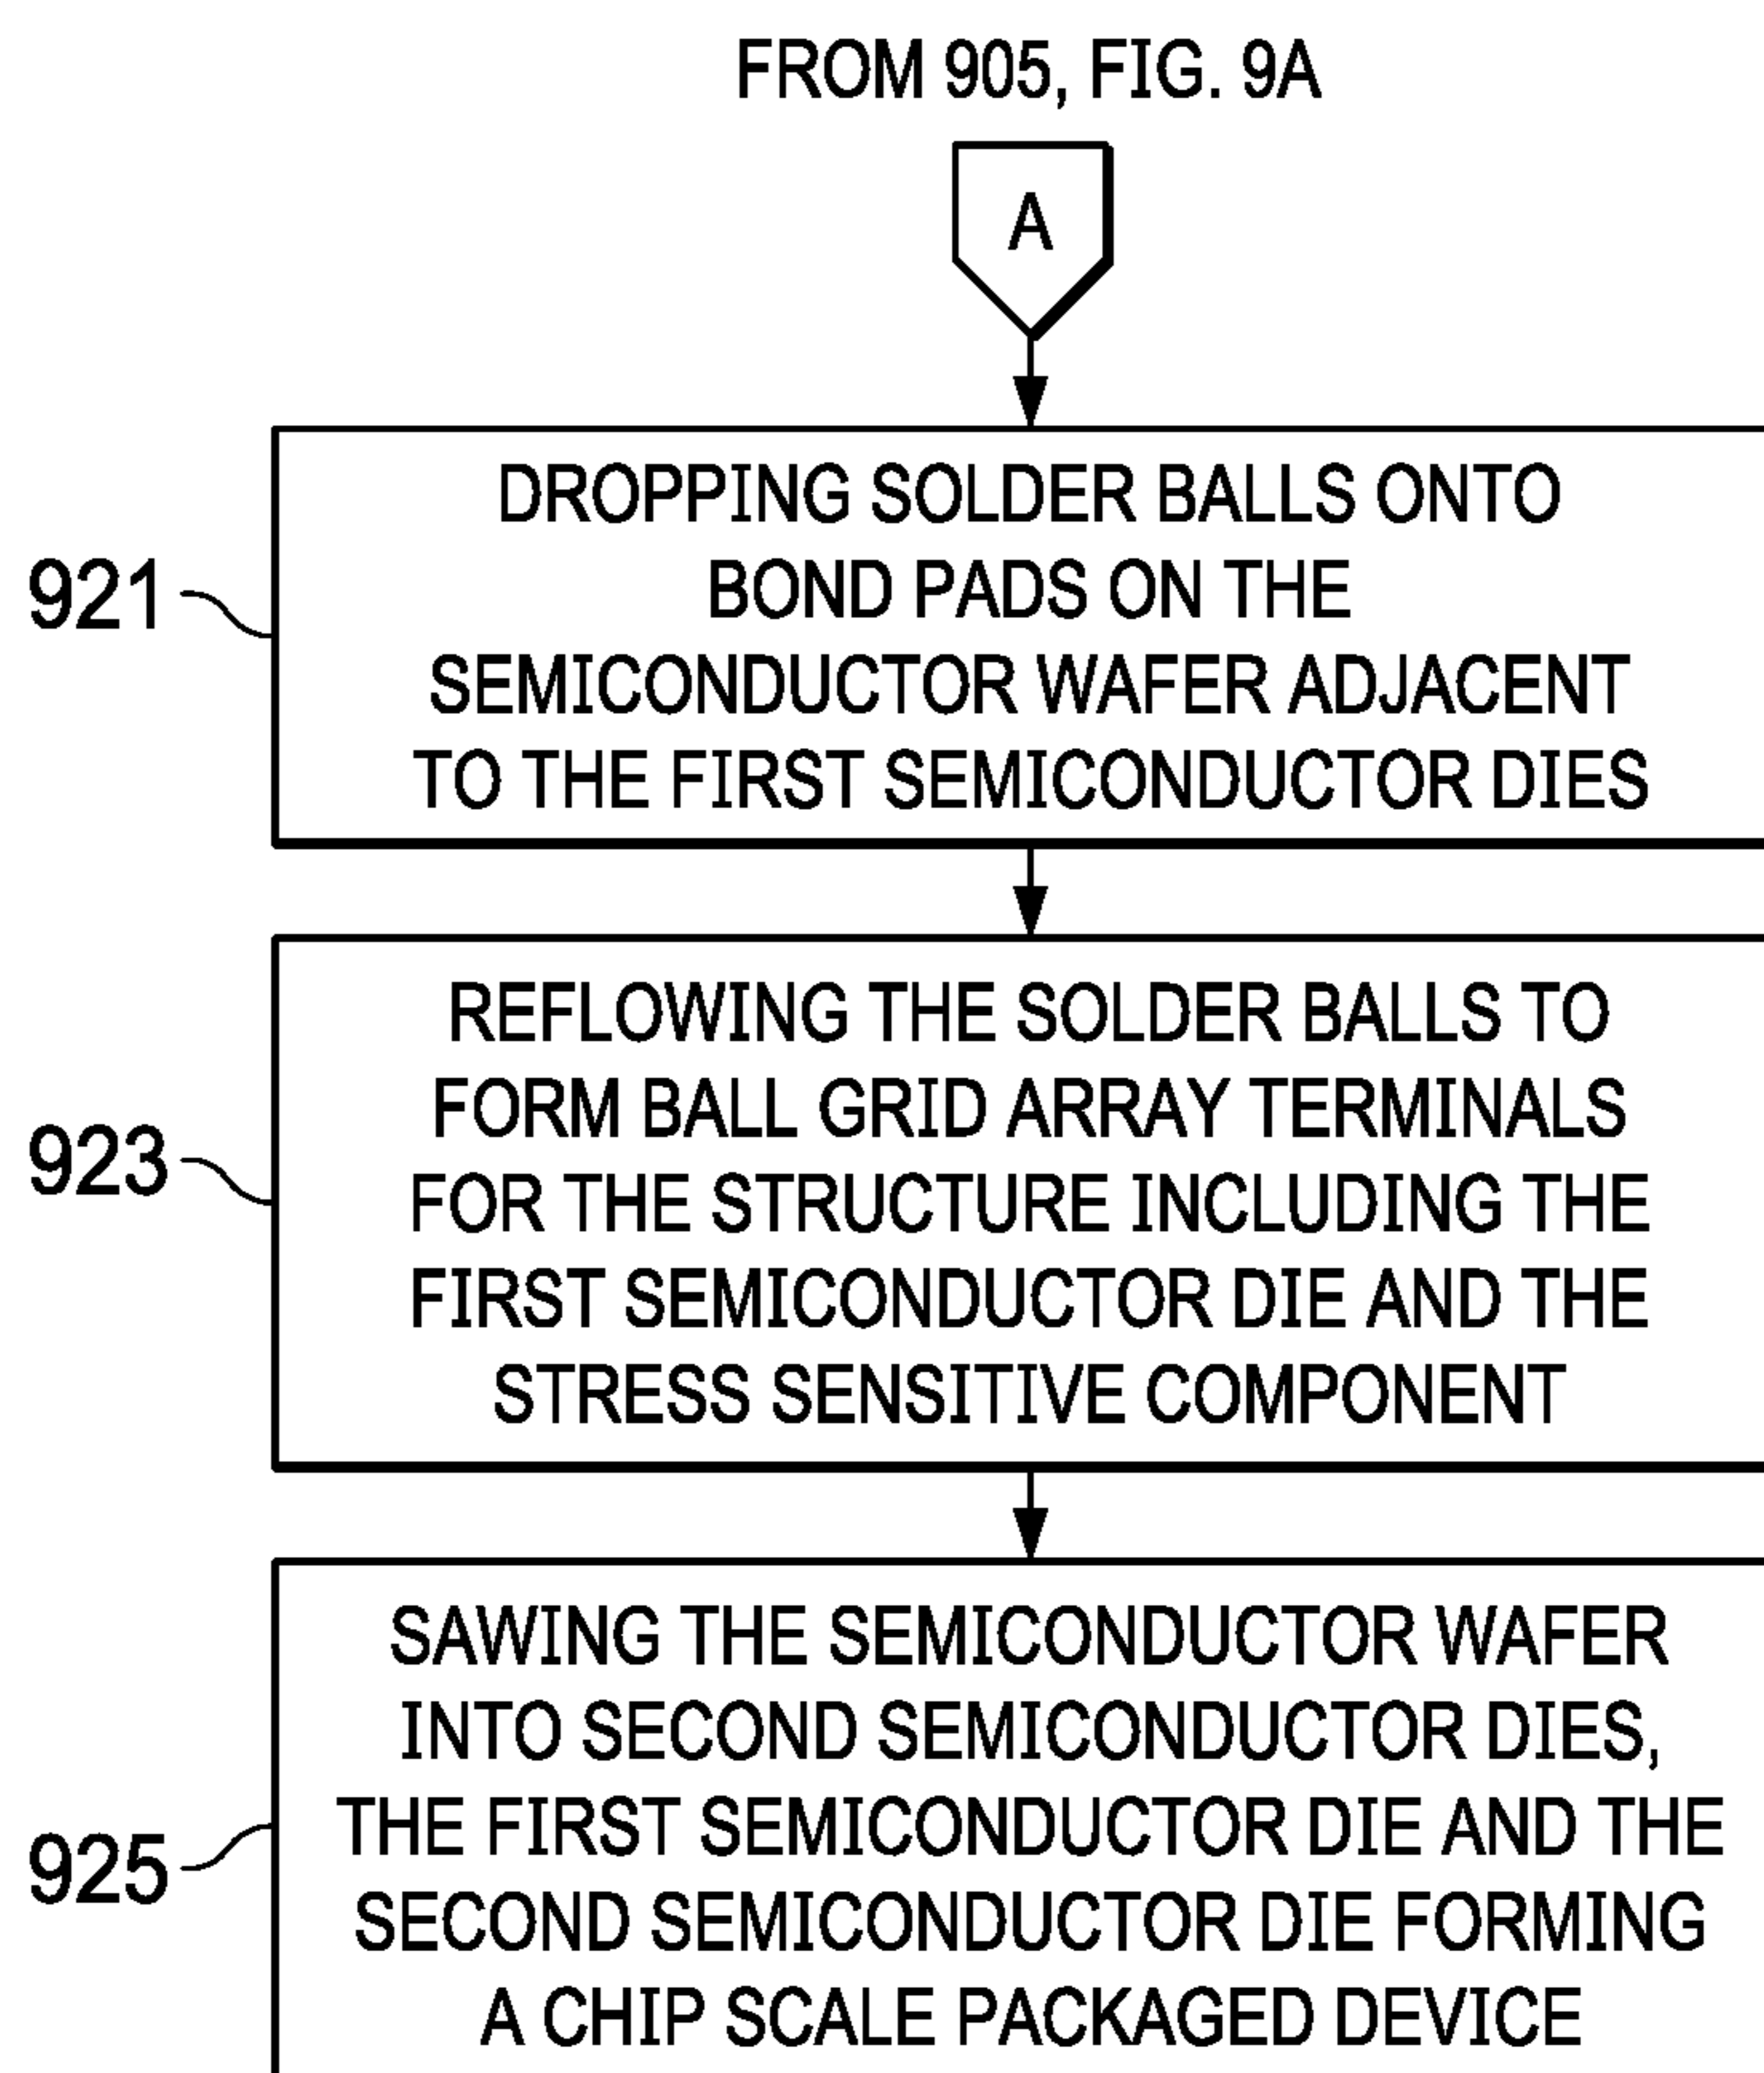 FROM 905, FIG. 9A
A
921
DROPPING SOLDER BALLS ONTO
BOND PADS ON THE
SEMICONDUCTOR WAFER ADJACENT
TO THE FIRST SEMICONDUCTOR DIES
923
REFLOWING THE SOLDER BALLS TO
FORM BALL GRID ARRAY TERMINALS
FOR THE STRUCTURE INCLUDING THE
FIRST SEMICONDUCTOR DIE AND THE
STRESS SENSITIVE COMPONENT
925
SAWING THE SEMICONDUCTOR WAFER
INTO SECOND SEMICONDUCTOR DIES,
THE FIRST SEMICONDUCTOR DIE AND THE
SECOND SEMICONDUCTOR DIE FORMING
A CHIP SCALE PACKAGED DEVICE